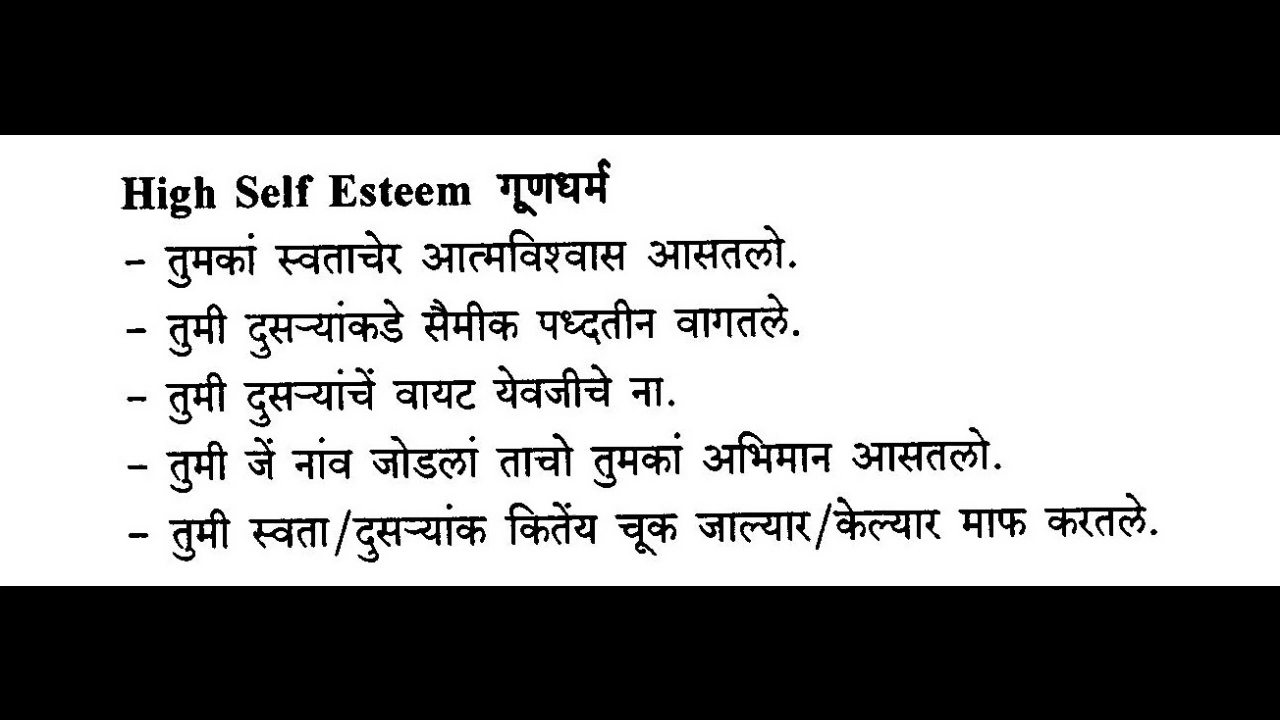 High Self Esteem गूणधर्म
– तुमकां स्वताचेर आत्मविश्वास आसतलो.
– तुमी दुसऱ्यांकडे सैमीक पध्दतीन वागतले.
– तुमी दुसऱ्यांचें वायट येवजीचे ना.
– तुमी जें नांव जोडलां ताचो तुमकां अभिमान आसतलो.
– तुमी स्वता/दुसऱ्यांक कितेंय चूक जाल्यार/केल्यार माफ करतले.